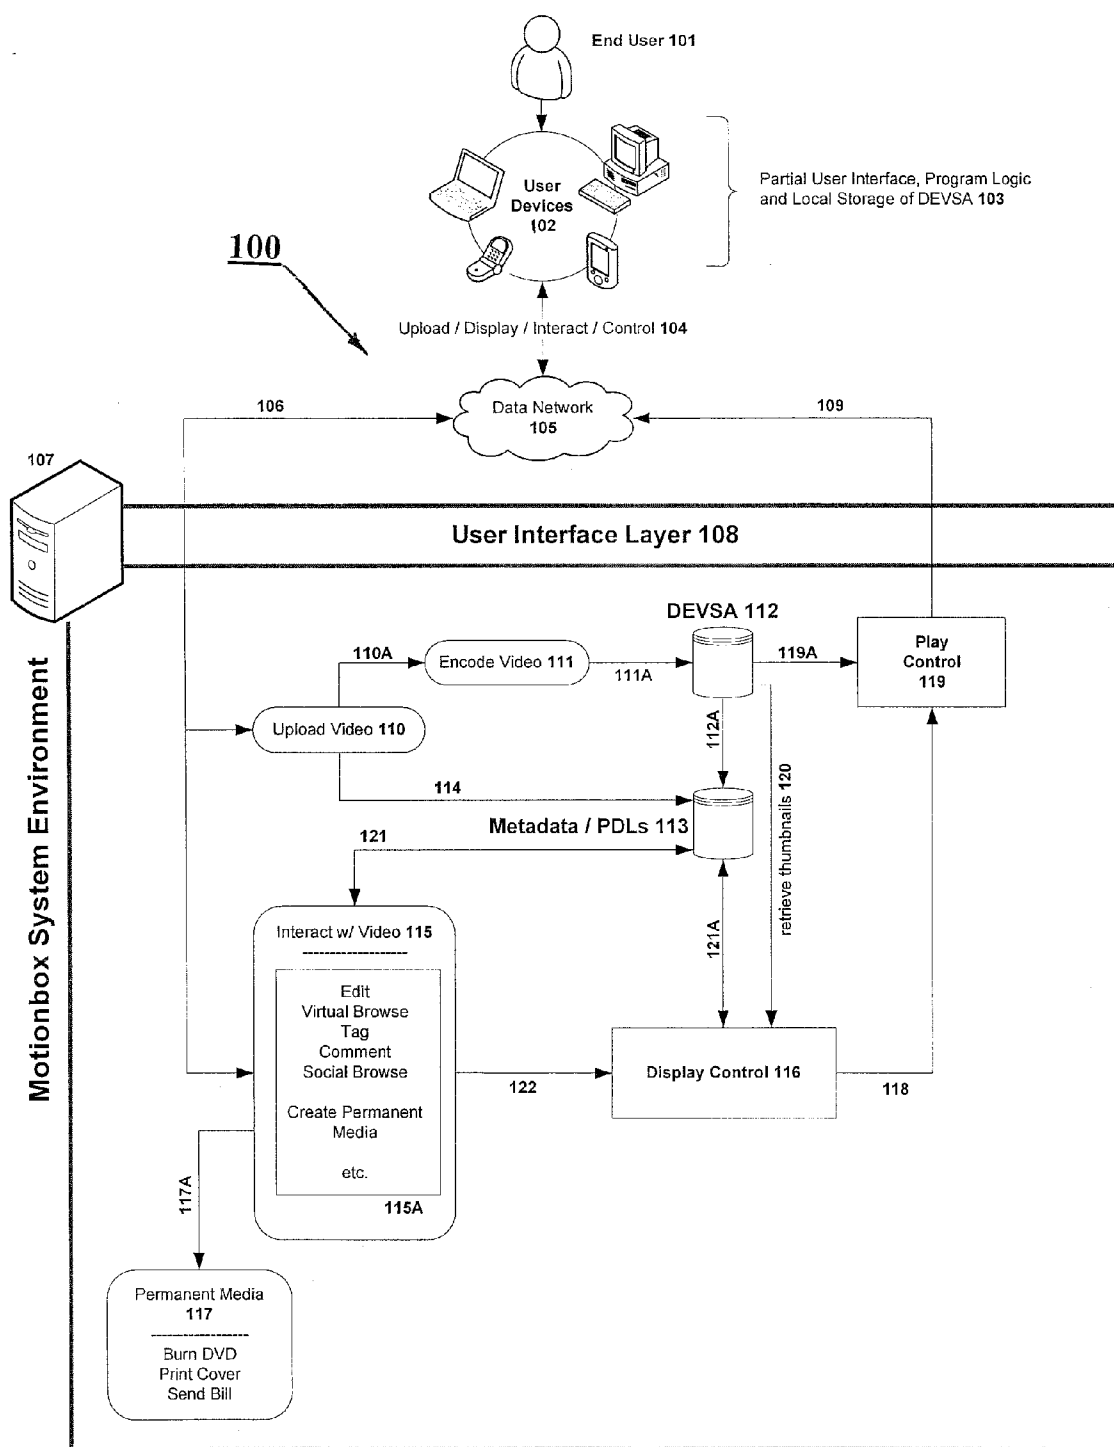 End User 101
User
Devices
102
Partial User Interface, Program Logic
and Local Storage of DEVSA 103
100
Upload / Display / Interact / Control 104
106
Data Network
105
109
107
User Interface Layer 108
DEVSA 112
110A
Encode Video 111
111A
119A
Play
Control
119
Upload Video 110
112A
114
Metadata / PDLs 113
121
retrieve thumbnails 120
Motionbox System Environment
Interact w/ Video 115
121A
Edit
Virtual Browse
Tag
Comment
Social Browse
Create Permanent
Media
etc.
115A
122
Display Control 116
118
117A
Permanent Media
117
Burn DVD
Print Cover
Send Bill